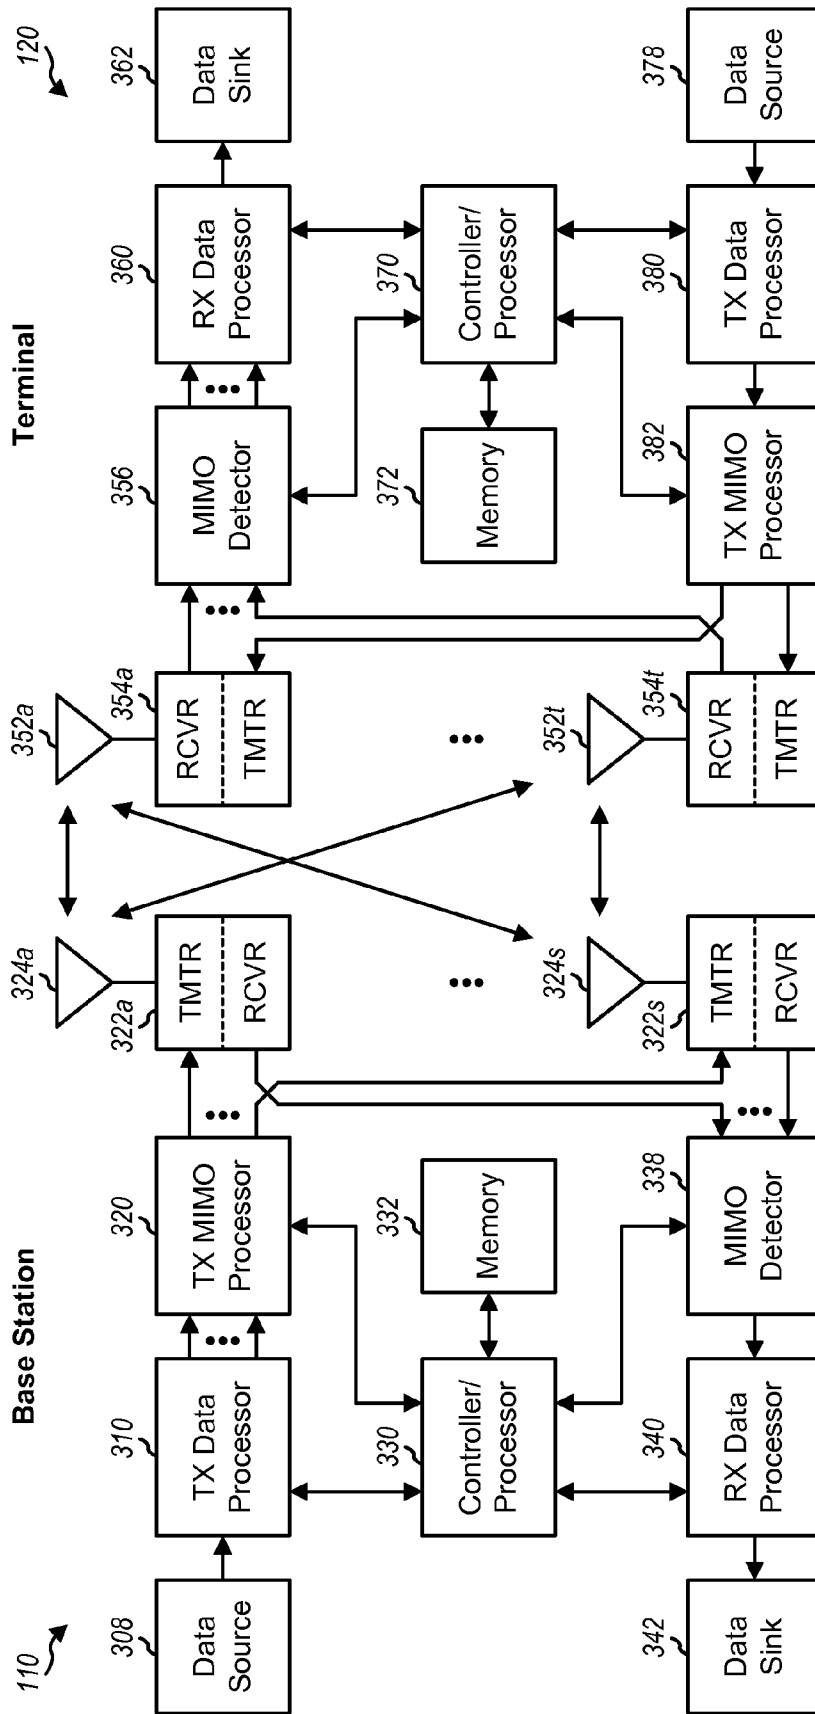 110
Base Station
Terminal
120
308
Data
Source
310
TX Data
Processor
320
TX MIMO
Processor
322a
TMTR
RCVR
324a
352a
354a
RCVR
TMTR
356
MIMO
Detector
360
RX Data
Processor
362
Data
Sink
330
Controller/
Processor
332
Memory
372
Memory
370
Controller/
Processor
342
Data
Sink
340
RX Data
Processor
338
MIMO
Detector
322s
TMTR
RCVR
324s
352t
354t
RCVR
TMTR
382
TX MIMO
Processor
380
TX Data
Processor
378
Data
Source